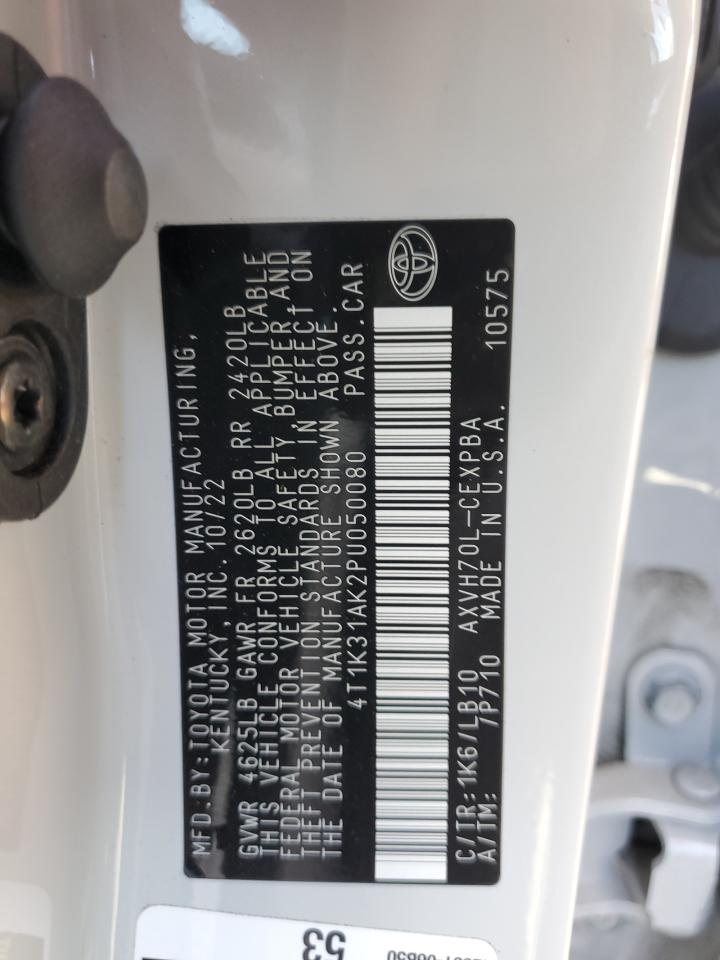 MFD.BY:TOYOTA MOTOR MANUFACTURING,
KENTUCKY, INC. 10/22
GVWR 4625LB GAWR FR 2620LB RR 2420LB
THIS VEHICLE CONFORMS TO ALL APPLICABLE
FEDERAL MOTOR VEHICLE SAFETY, BUMPER, AND
THEFT PREVENTION STANDARDS IN EFFECT ON
THE DATE OF MANUFACTURE SHOWN ABOVE.
4T1K31AK2PU050080 PASS.CAR
C/TR:1K6/LB10 AXVH70L-CEXPBA
A/TM: 7P710 MADE IN U.S.A. 10575
53